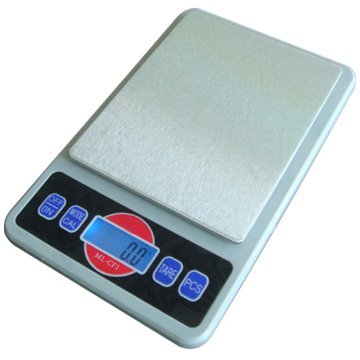 OFF
ON
MODE
CAL
0.0
ML-CF1
TARE
PCS